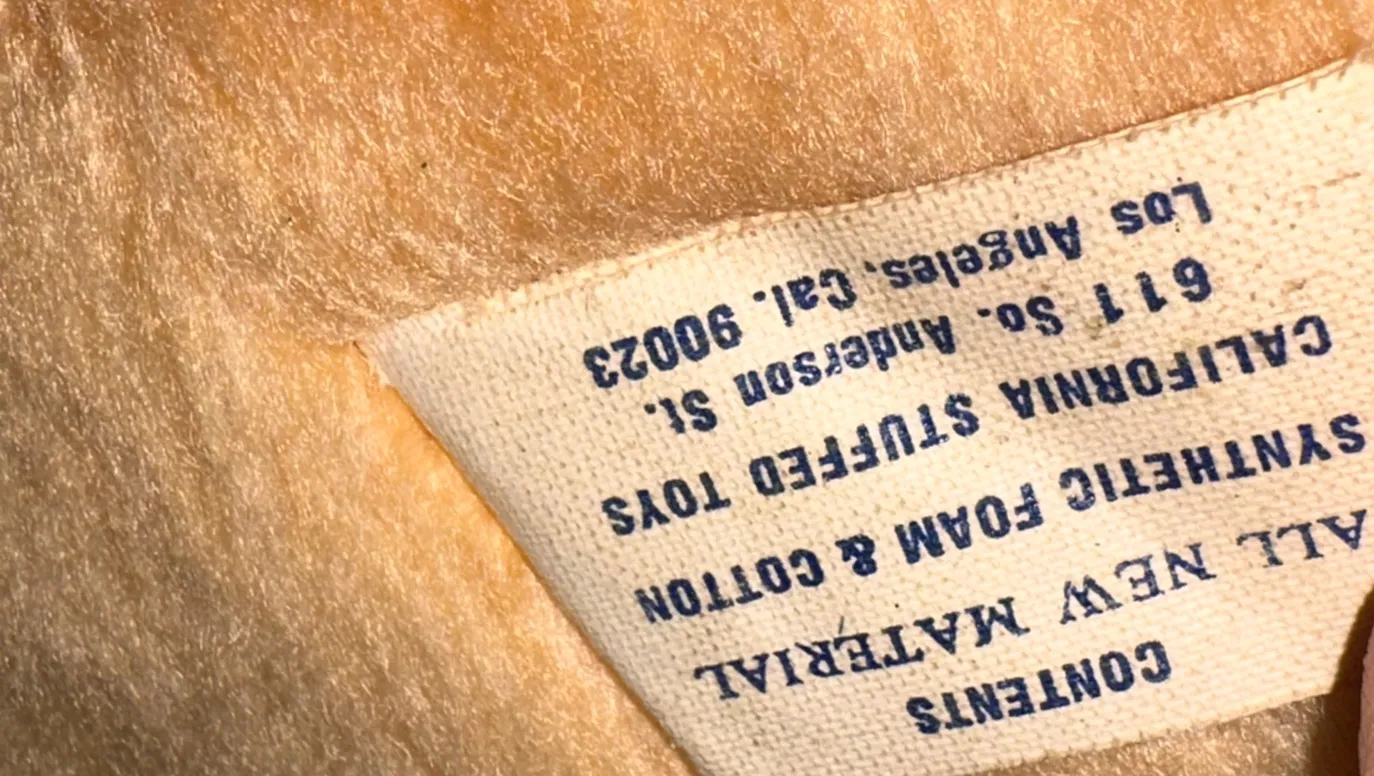 CONTENTS
ALL NEW MATERIAL
SYNTHETIC FOAM & COTTON
CALIFORNIA STUFFED TOYS
611 So. Anderson St.
Los Angeles, Cal. 90023